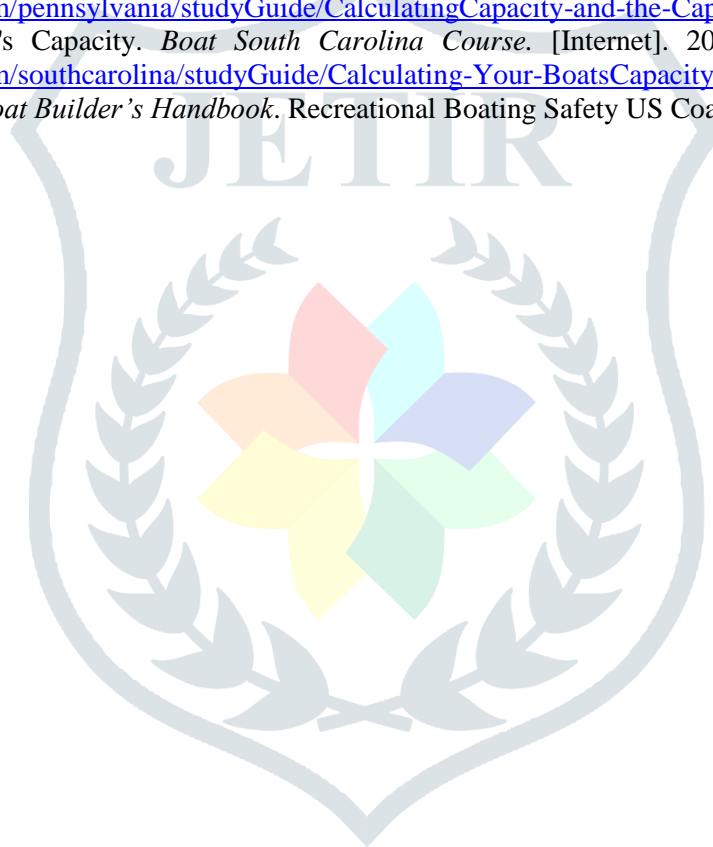 n/pennsylvania/studyGuide/CalculatingCapacity-and-the-Cap
's Capacity. Boat South Carolina Course. [Internet]. 20
m/southcarolina/studyGuide/Calculating-Your-BoatsCapacity
oat Builder's Handbook. Recreational Boating Safety US Coa
JETIR